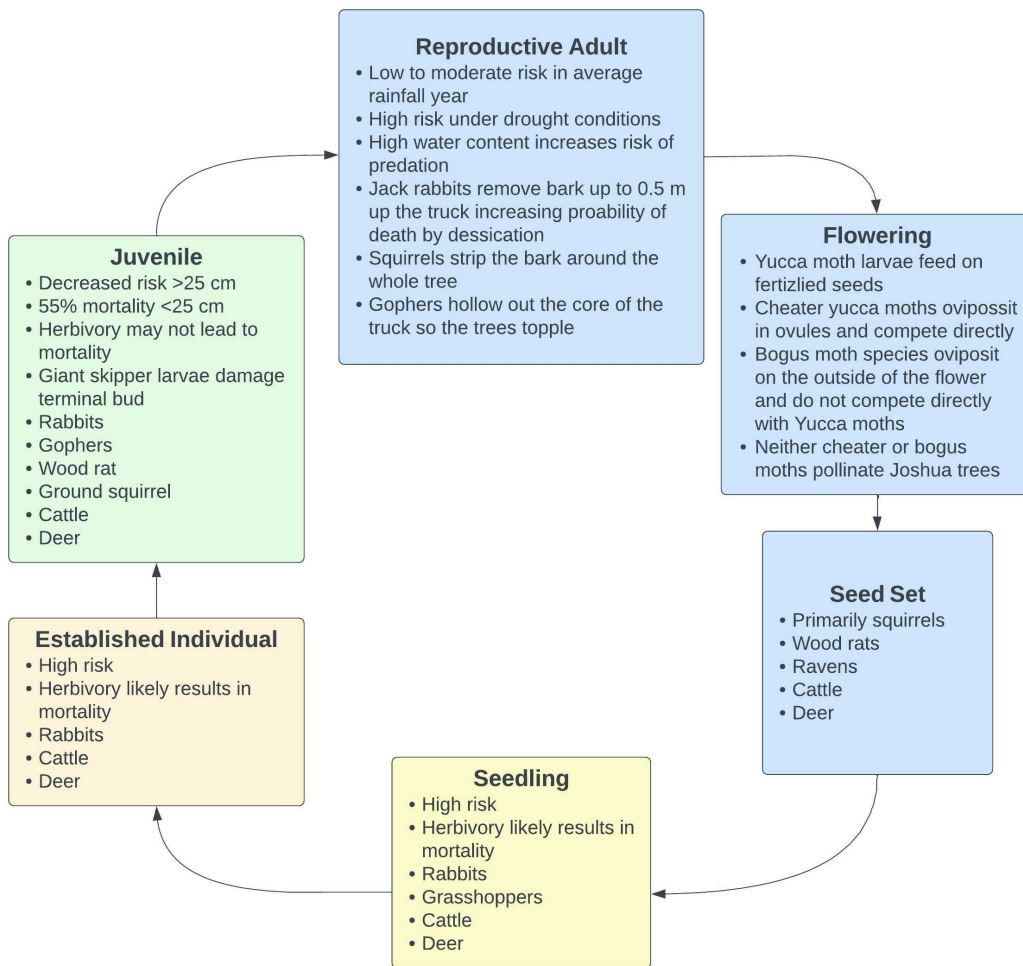 Reproductive Adult
• Low to moderate risk in average
rainfall year
• High risk under drought conditions
• High water content increases risk of
predation
• Jack rabbits remove bark up to 0.5 m
up the truck increasing proability of
death by dessication
• Squirrels strip the bark around the
whole tree
• Gophers hollow out the core of the
truck so the trees topple
Flowering
• Yucca moth larvae feed on
fertizlied seeds
• Cheater yucca moths ovipossit
in ovules and compete directly
• Bogus moth species oviposit
on the outside of the flower
and do not compete directly
with Yucca moths
• Neither cheater or bogus
moths pollinate Joshua trees
Seed Set
• Primarily squirrels
• Wood rats
• Ravens
• Cattle
• Deer
Seedling
• High risk
• Herbivory likely results in
mortality
• Rabbits
• Grasshoppers
• Cattle
• Deer
Established Individual
• High risk
• Herbivory likely results in
mortality
• Rabbits
• Cattle
• Deer
Juvenile
• Decreased risk >25 cm
• 55% mortality <25 cm
• Herbivory may not lead to
mortality
• Giant skipper larvae damage
terminal bud
• Rabbits
• Gophers
• Wood rat
• Ground squirrel
• Cattle
• Deer